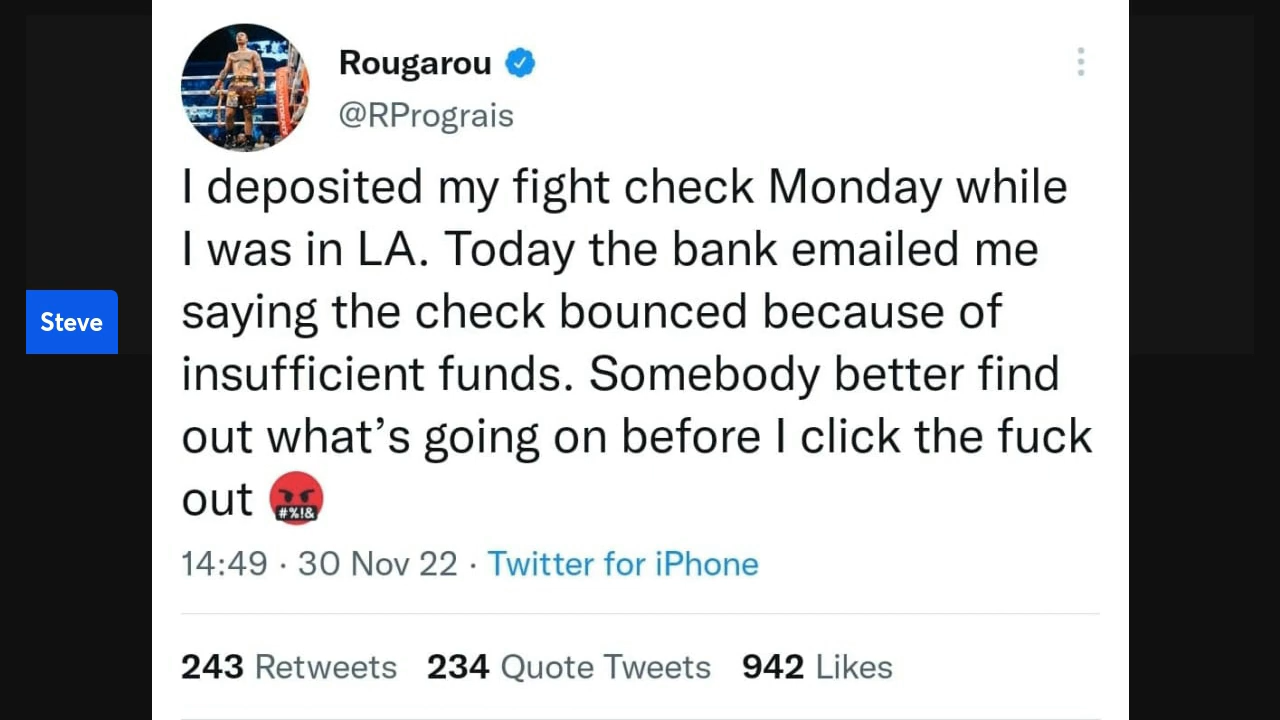 Rougarou
@RPrograis
I deposited my fight check Monday while
I was in LA. Today the bank emailed me
saying the check bounced because of
insufficient funds. Somebody better find
out what’s going on before I click the fuck
out
#%!&
14:49 · 30 Nov 22 · Twitter for iPhone
243 Retweets 234 Quote Tweets 942 Likes
Steve